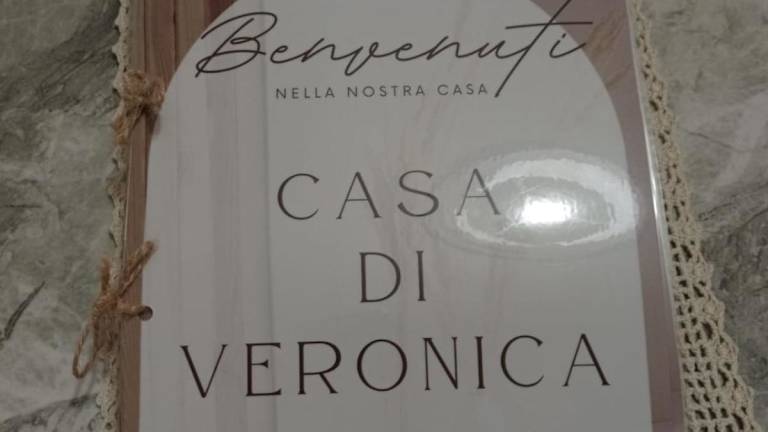 Benvenuti
NELLA NOSTRA CASA
CASA
DI
VERONICA